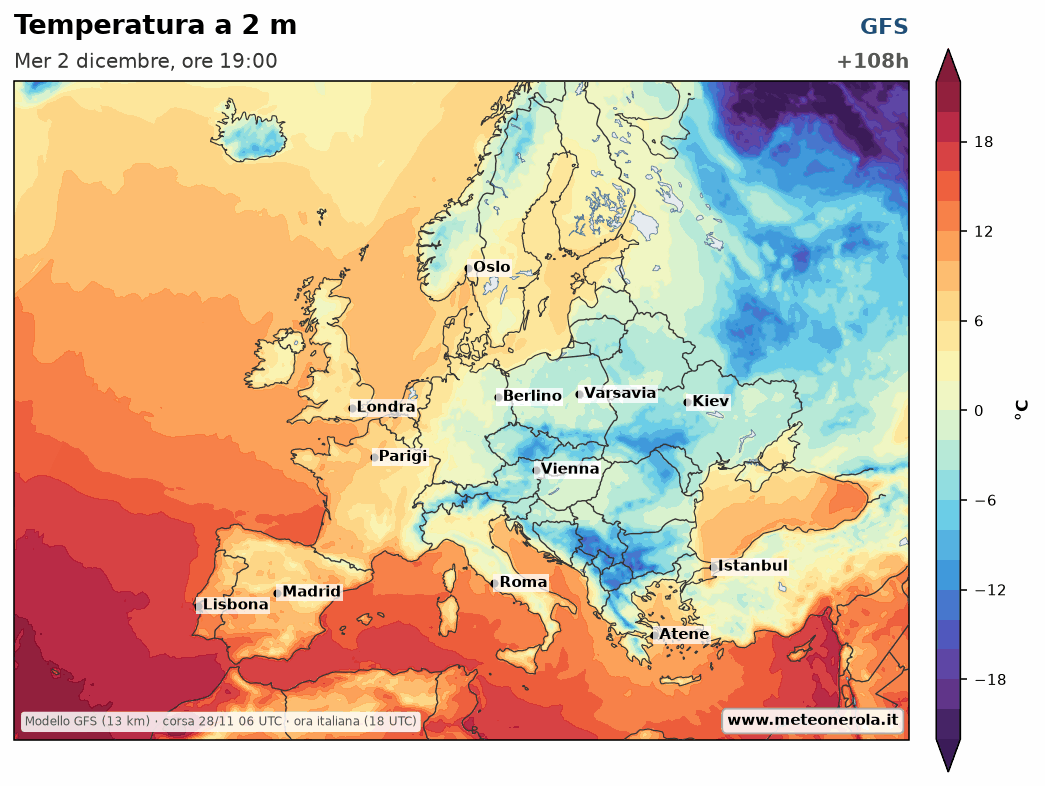 Temperatura a 2 m
GFS
Mer 2 dicembre, ore 19:00
+108h
Oslo
Londra
Berlino
Varsavia
Kiev
Parigi
Vienna
Istanbul
Roma
Madrid
Lisbona
Atene
18
12
6
0
−6
−12
−18
°C
Modello GFS (13 km) · corsa 28/11 06 UTC · ora italiana (18 UTC)
www.meteonerola.it